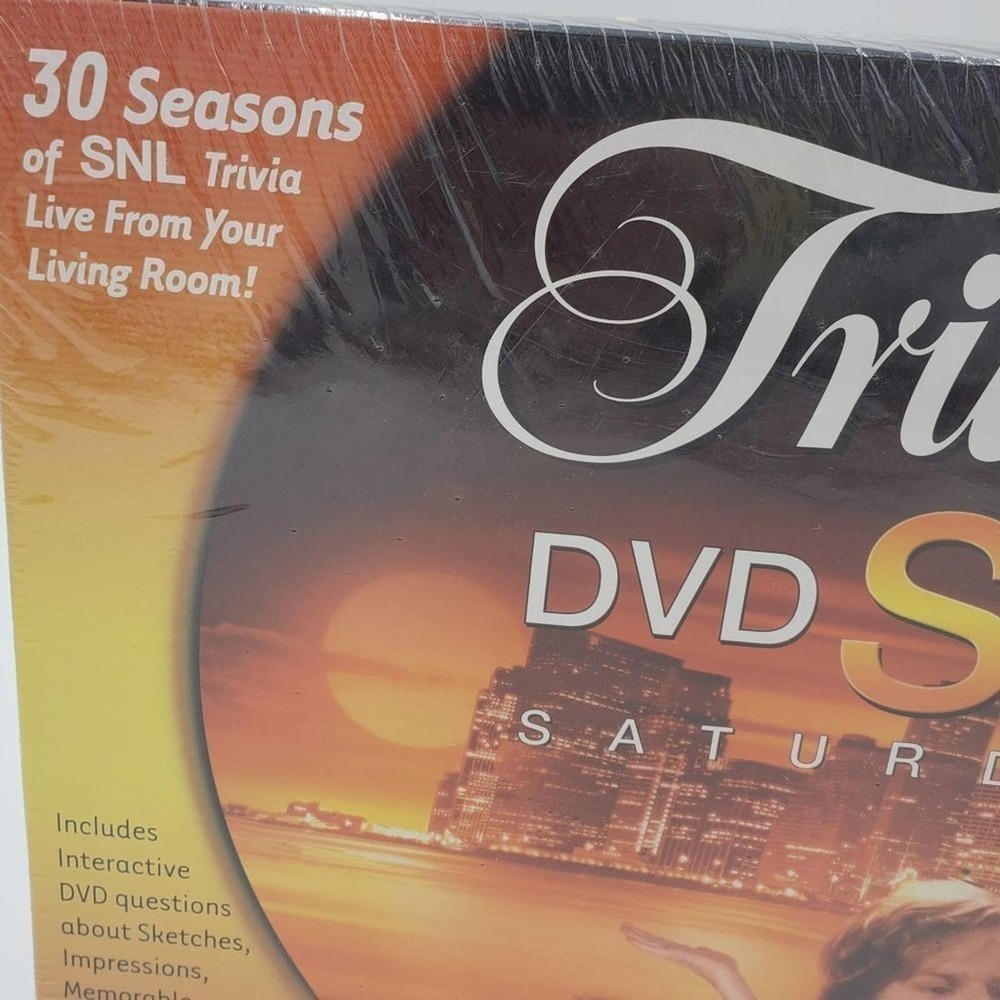 30 Seasons
of SNL Trivia
Live From Your
Living Room!
Tri
DVD S
SATURD
Includes
Interactive
DVD questions
about Sketches,
Impressions,
Memorable